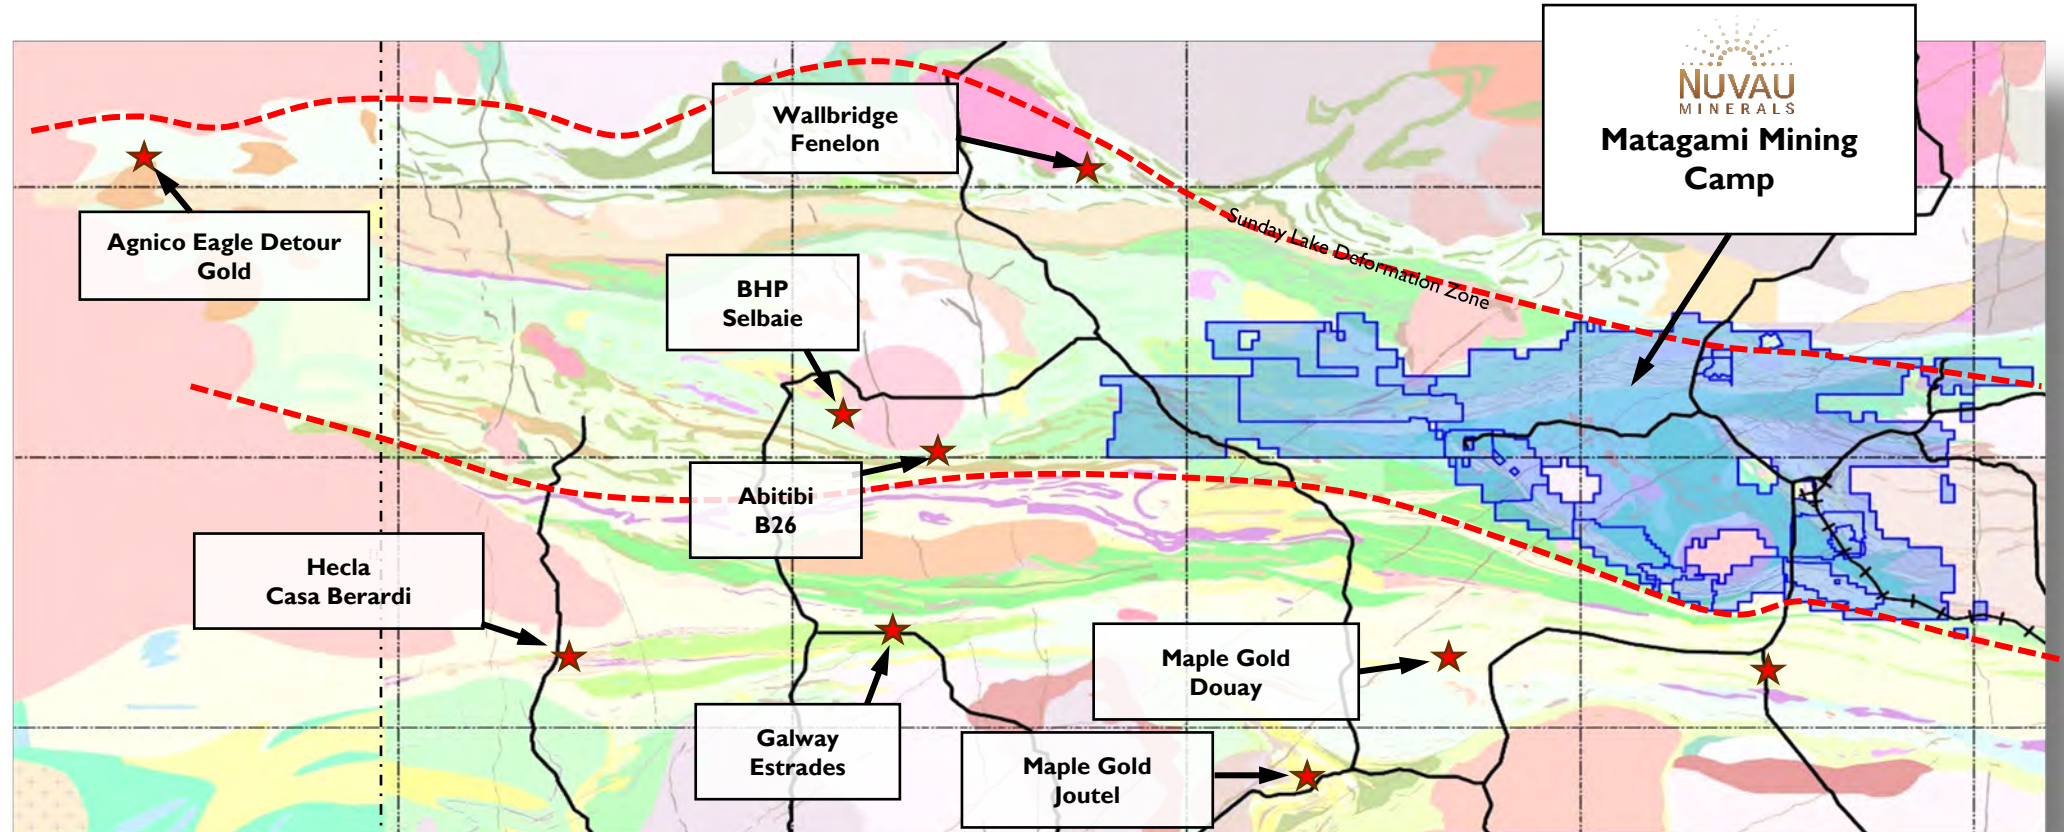 NUVAU
MINERALS
Matagami Mining
Camp
Wallbridge
Fenelon
Sunday Lake Deformation Zone
Agnico Eagle Detour
Gold
BHP
Selbaie
Abitibi
B26
Hecla
Casa Berardi
Maple Gold
Douay
Galway
Estrades
Maple Gold
Joutel